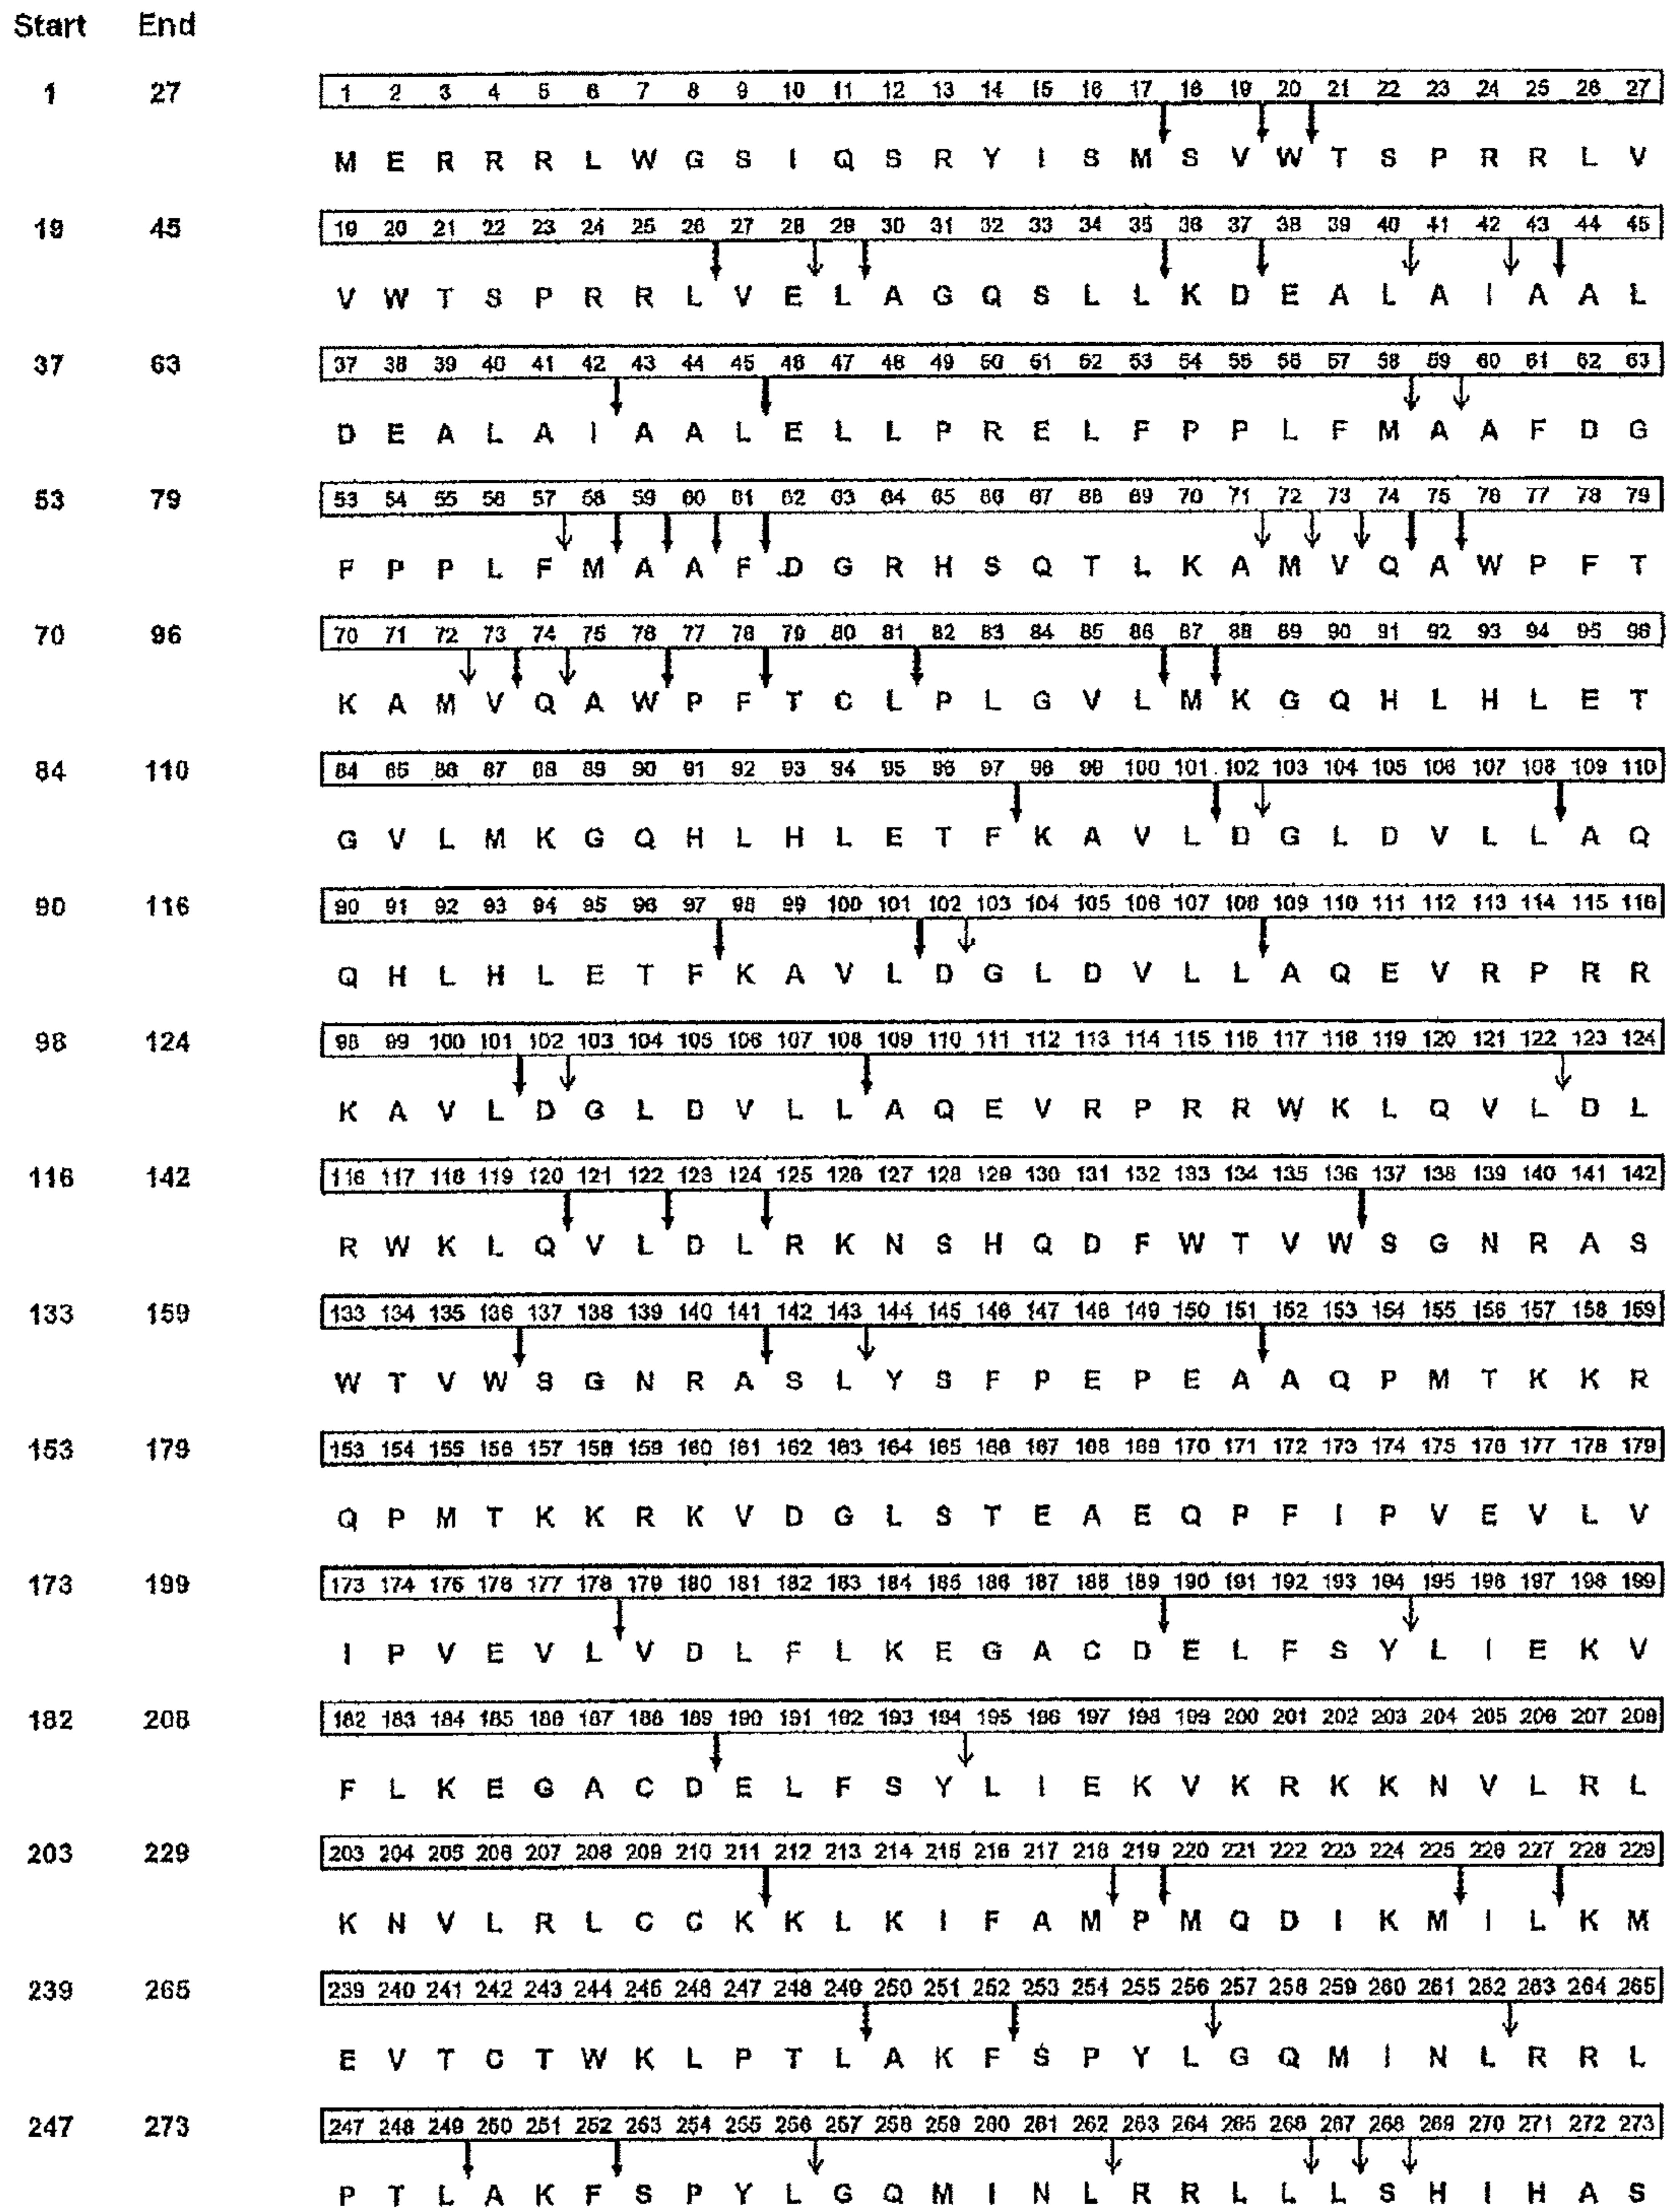 Start End
1 27 1 2 3 4 5 6 7 8 9 10 11 12 13 14 15 16 17 18 19 20 21 22 23 24 25 26 27
M E R R R L W G S I Q S R Y I S M S V W T S P R R L V
19 45 19 20 21 22 23 24 25 26 27 28 29 30 31 32 33 34 35 36 37 38 39 40 41 42 43 44 45
V W T S P R R L V E L A G Q S L L K D E A L A I A A L
37 63 37 38 39 40 41 42 43 44 45 46 47 48 49 50 51 52 53 54 55 56 57 58 59 60 61 62 63
D E A L A I A A L E L L P R E L F P P L F M A A F D G
53 79 53 54 55 56 57 58 59 60 61 62 63 64 65 66 67 68 69 70 71 72 73 74 75 76 77 78 79
F P P L F M A A F D G R H S Q T L K A M V Q A W P F T
70 96 70 71 72 73 74 75 76 77 78 79 80 81 82 83 84 85 86 87 88 89 90 91 92 93 94 95 96
K A M V Q A W P F T C L P L G V L M K G Q H L H L E T
84 110 84 85 86 87 88 89 90 91 92 93 94 95 96 97 98 99 100 101 102 103 104 105 106 107 108 109 110
G V L M K G Q H L H L E T F K A V L D G L D V L L A Q
90 116 90 91 92 93 94 95 96 97 98 99 100 101 102 103 104 105 106 107 108 109 110 111 112 113 114 115 116
Q H L H L E T F K A V L D G L D V L L A Q E V R P R R
98 124 98 99 100 101 102 103 104 105 106 107 108 109 110 111 112 113 114 115 116 117 118 119 120 121 122 123 124
K A V L D G L D V L L A Q E V R P R R W K L Q V L D L
116 142 116 117 118 119 120 121 122 123 124 125 126 127 128 129 130 131 132 133 134 135 136 137 138 139 140 141 142
R W K L Q V L D L R K N S H Q D F W T V W S G N R A S
133 159 133 134 135 136 137 138 139 140 141 142 143 144 145 146 147 148 149 150 151 152 153 154 155 156 157 158 159
W T V W S G N R A S L Y S F P E P E A A Q P M T K K R
153 179 153 154 155 156 157 158 159 160 161 162 163 164 165 166 167 168 169 170 171 172 173 174 175 176 177 178 179
Q P M T K K R K V D G L S T E A E Q P F I P V E V L V
173 199 173 174 175 176 177 178 179 180 181 182 183 184 185 186 187 188 189 190 191 192 193 194 195 196 197 198 199
I P V E V L V D L F L K E G A C D E L F S Y L I E K V
182 208 182 183 184 185 186 187 188 189 190 191 192 193 194 195 196 197 198 199 200 201 202 203 204 205 206 207 208
F L K E G A C D E L F S Y L I E K V K R K K N V L R L
203 229 203 204 205 206 207 208 209 210 211 212 213 214 215 216 217 218 219 220 221 222 223 224 225 226 227 228 229
K N V L R L C C K K L K I F A M P M Q D I K M I L K M
239 265 239 240 241 242 243 244 245 246 247 248 249 250 251 252 253 254 255 256 257 258 259 260 261 262 263 264 265
E V T C T W K L P T L A K F S P Y L G Q M I N L R R L
247 273 247 248 249 250 251 252 253 254 255 256 257 258 259 260 261 262 263 264 265 266 267 268 269 270 271 272 273
P T L A K F S P Y L G Q M I N L R R L L L S H I H A S